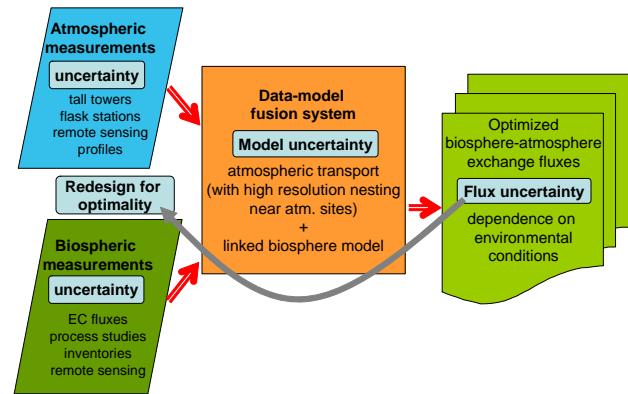 Atmospheric
measurements
uncertainty
tall towers
flask stations
remote sensing
profiles
Redesign for
optimality
Biospheric
measurements
uncertainty
EC fluxes
process studies
inventories
remote sensing
Data-model
fusion system
Model uncertainty
atmospheric transport
(with high resolution nesting
near atm. sites)
+
linked biosphere model
Optimized
biosphere-atmosphere
exchange fluxes
Flux uncertainty
dependence on
environmental
conditions